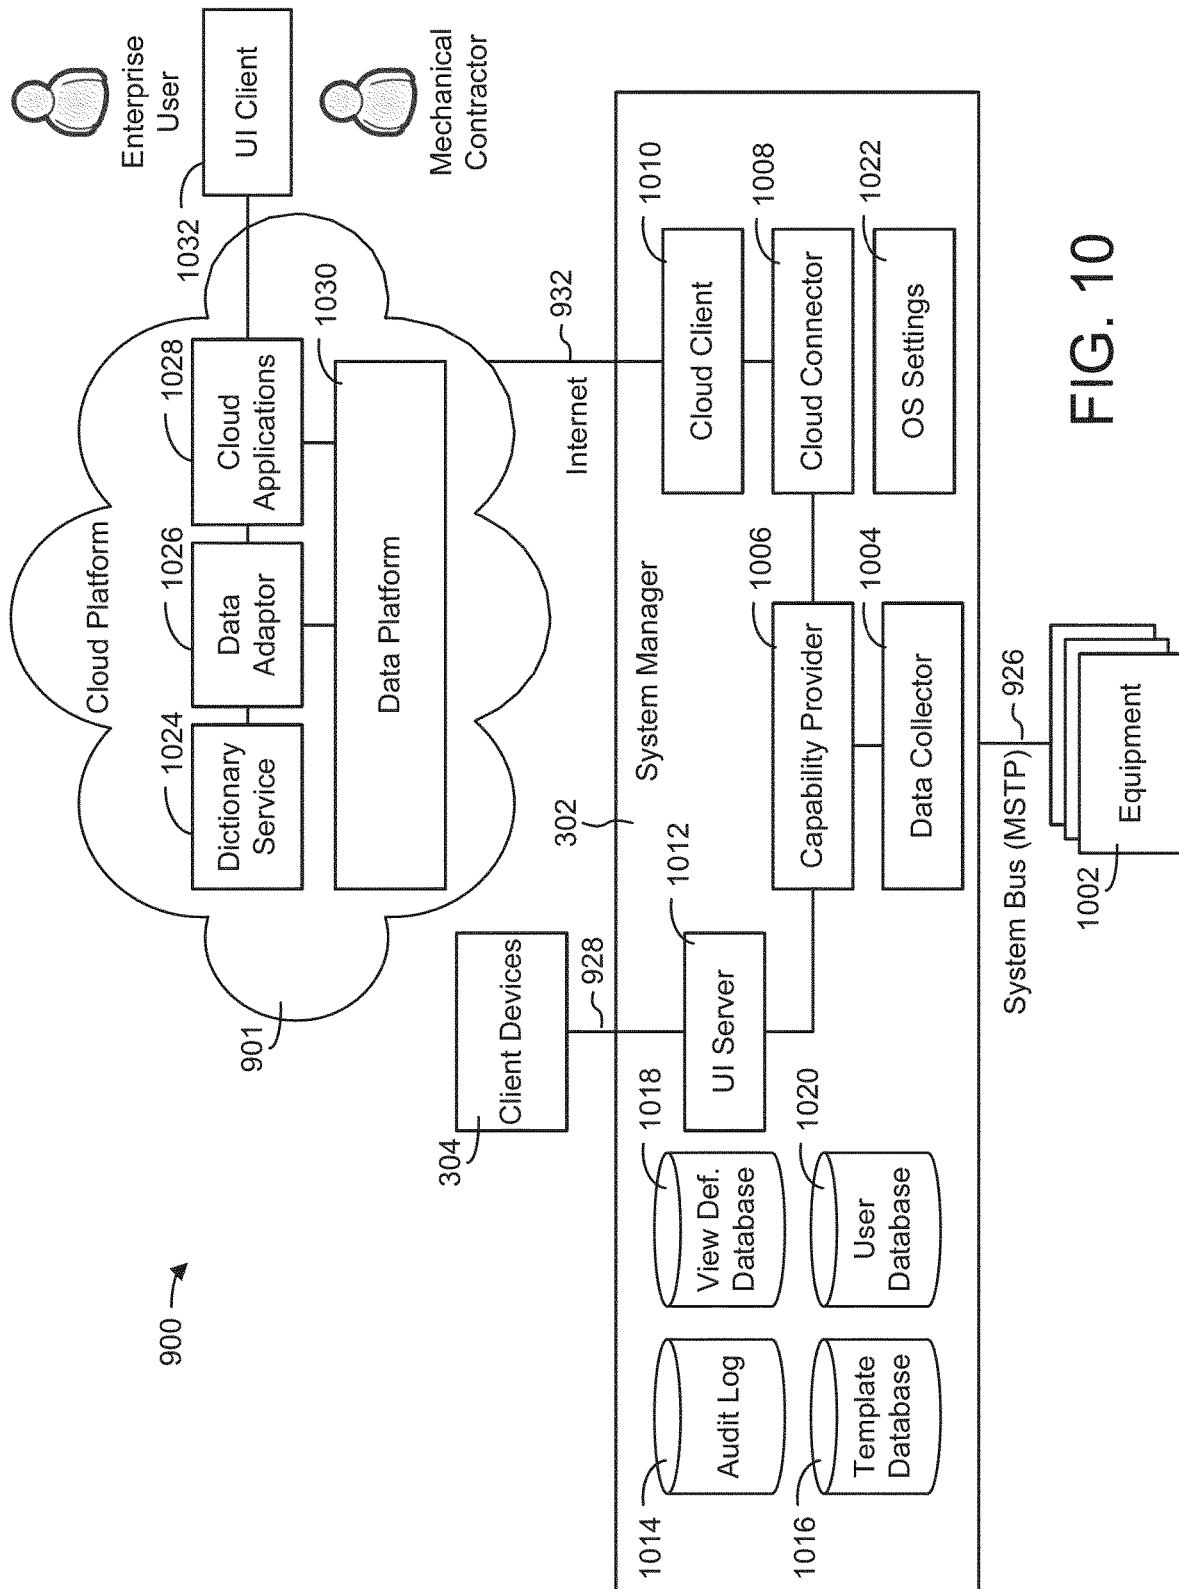 900
Cloud Platform
901
1024
Dictionary
Service
1026
Data
Adaptor
1028
Cloud
Applications
1030
Data Platform
1032
UI Client
Enterprise
User
Mechanical
Contractor
304
Client Devices
928
Internet
932
302
System Manager
1014
Audit Log
1018
View Def.
Database
1016
Template
Database
1020
User
Database
1012
UI Server
1006
Capability Provider
1004
Data Collector
1010
Cloud Client
1008
Cloud Connector
1022
OS Settings
System Bus (MSTP)
926
1002
Equipment
FIG. 10